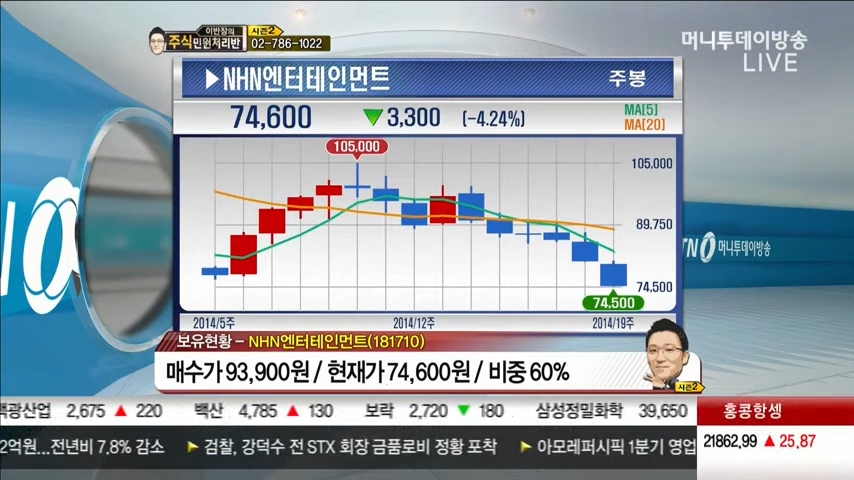 이반장의 시즌2
주식민원처리반 02-786-1022
머니투데이방송
LIVE
▶NHN엔터테인먼트 주봉
74,600 ▼3,300 (-4.24%)
MA[5]
MA[20]
105,000
105,000
89,750
74,500
74,500
2014/5주 2014/12주 2014/19주
TN 머니투데이방송
보유현황 - NHN엔터테인먼트(181710)
매수가 93,900원 / 현재가 74,600원 / 비중 60%
시즌2
광산업 2,675 ▲ 220 백산 4,785 ▲ 130 보락 2,720 ▼ 180 삼성정밀화학 39,650
홍콩항셍
2억원...전년비 7.8% 감소 ▶검찰, 강덕수 전 STX 회장 금품로비 정황 포착 ▶아모레퍼시픽 1분기 영업
21862,99 ▲ 25,87